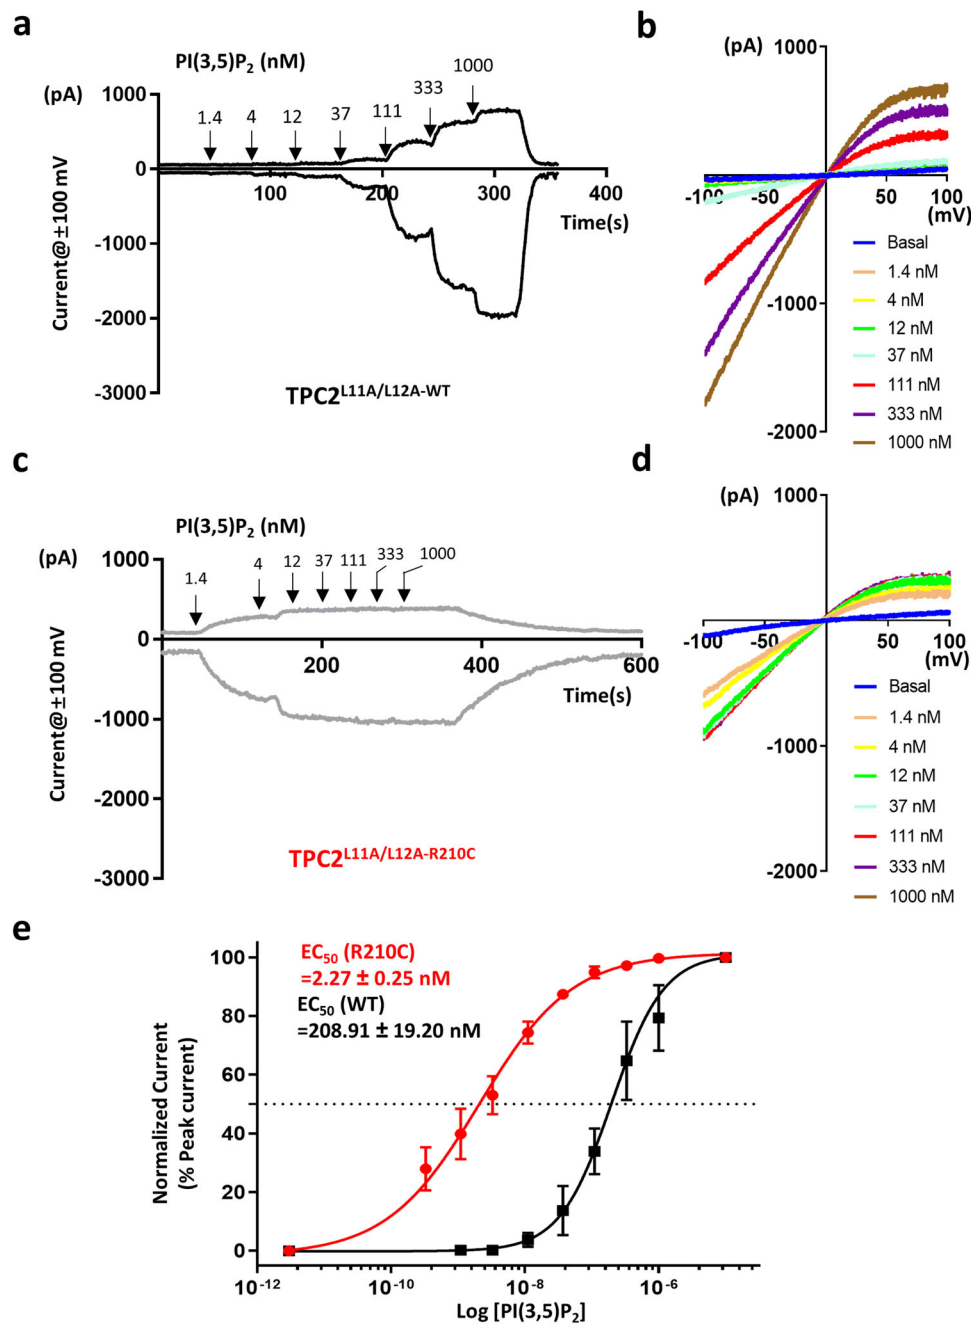 a
PI(3,5)P₂ (nM)
(pA)
1000
0
-1000
-2000
-3000
1.4 4 12 37 111 333 1000
100 200 300 400
Time(s)
Current@±100 mV
TPC2^L11A/L12A-WT
b
(pA) 1000
-100 -50 50 100
(mV)
-1000
-2000
Basal
1.4 nM
4 nM
12 nM
37 nM
111 nM
333 nM
1000 nM
c
PI(3,5)P₂ (nM)
(pA)
1000
0
-1000
-2000
-3000
1.4 4 12 37 111 333 1000
200 400 600
Time(s)
Current@±100 mV
TPC2^L11A/L12A-R210C
d
(pA) 1000
-100 -50 50 100
(mV)
-1000
-2000
Basal
1.4 nM
4 nM
12 nM
37 nM
111 nM
333 nM
1000 nM
e
EC₅₀ (R210C)
=2.27 ± 0.25 nM
EC₅₀ (WT)
=208.91 ± 19.20 nM
Normalized Current
(% Peak current)
100
80
60
40
20
0
10⁻¹² 10⁻¹⁰ 10⁻⁸ 10⁻⁶
Log [PI(3,5)P₂]